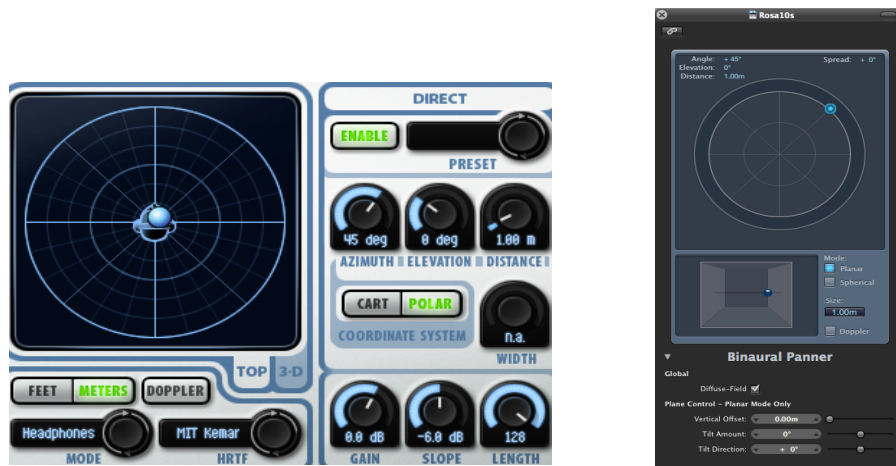 DIRECT
ENABLE
PRESET
45 deg
0 deg
1.00 m
AZIMUTH
ELEVATION
DISTANCE
CART
POLAR
COORDINATE SYSTEM
n.a.
WIDTH
TOP
3-D
FEET
METERS
DOPPLER
Headphones
MODE
MIT Kemar
HRTF
0.0 dB
GAIN
-6.0 dB
SLOPE
128
LENGTH
Rosa10s
Angle: + 45°
Spread: + 0°
Elevation: 0°
Distance: 1.00m
Mode:
Planar
Spherical
Size:
1.00m
Doppler
Binaural Panner
Global
Diffuse-Field
Plane Control - Planar Mode Only
Vertical Offset: 0.00m
Tilt Amount: 0°
Tilt Direction: + 0°